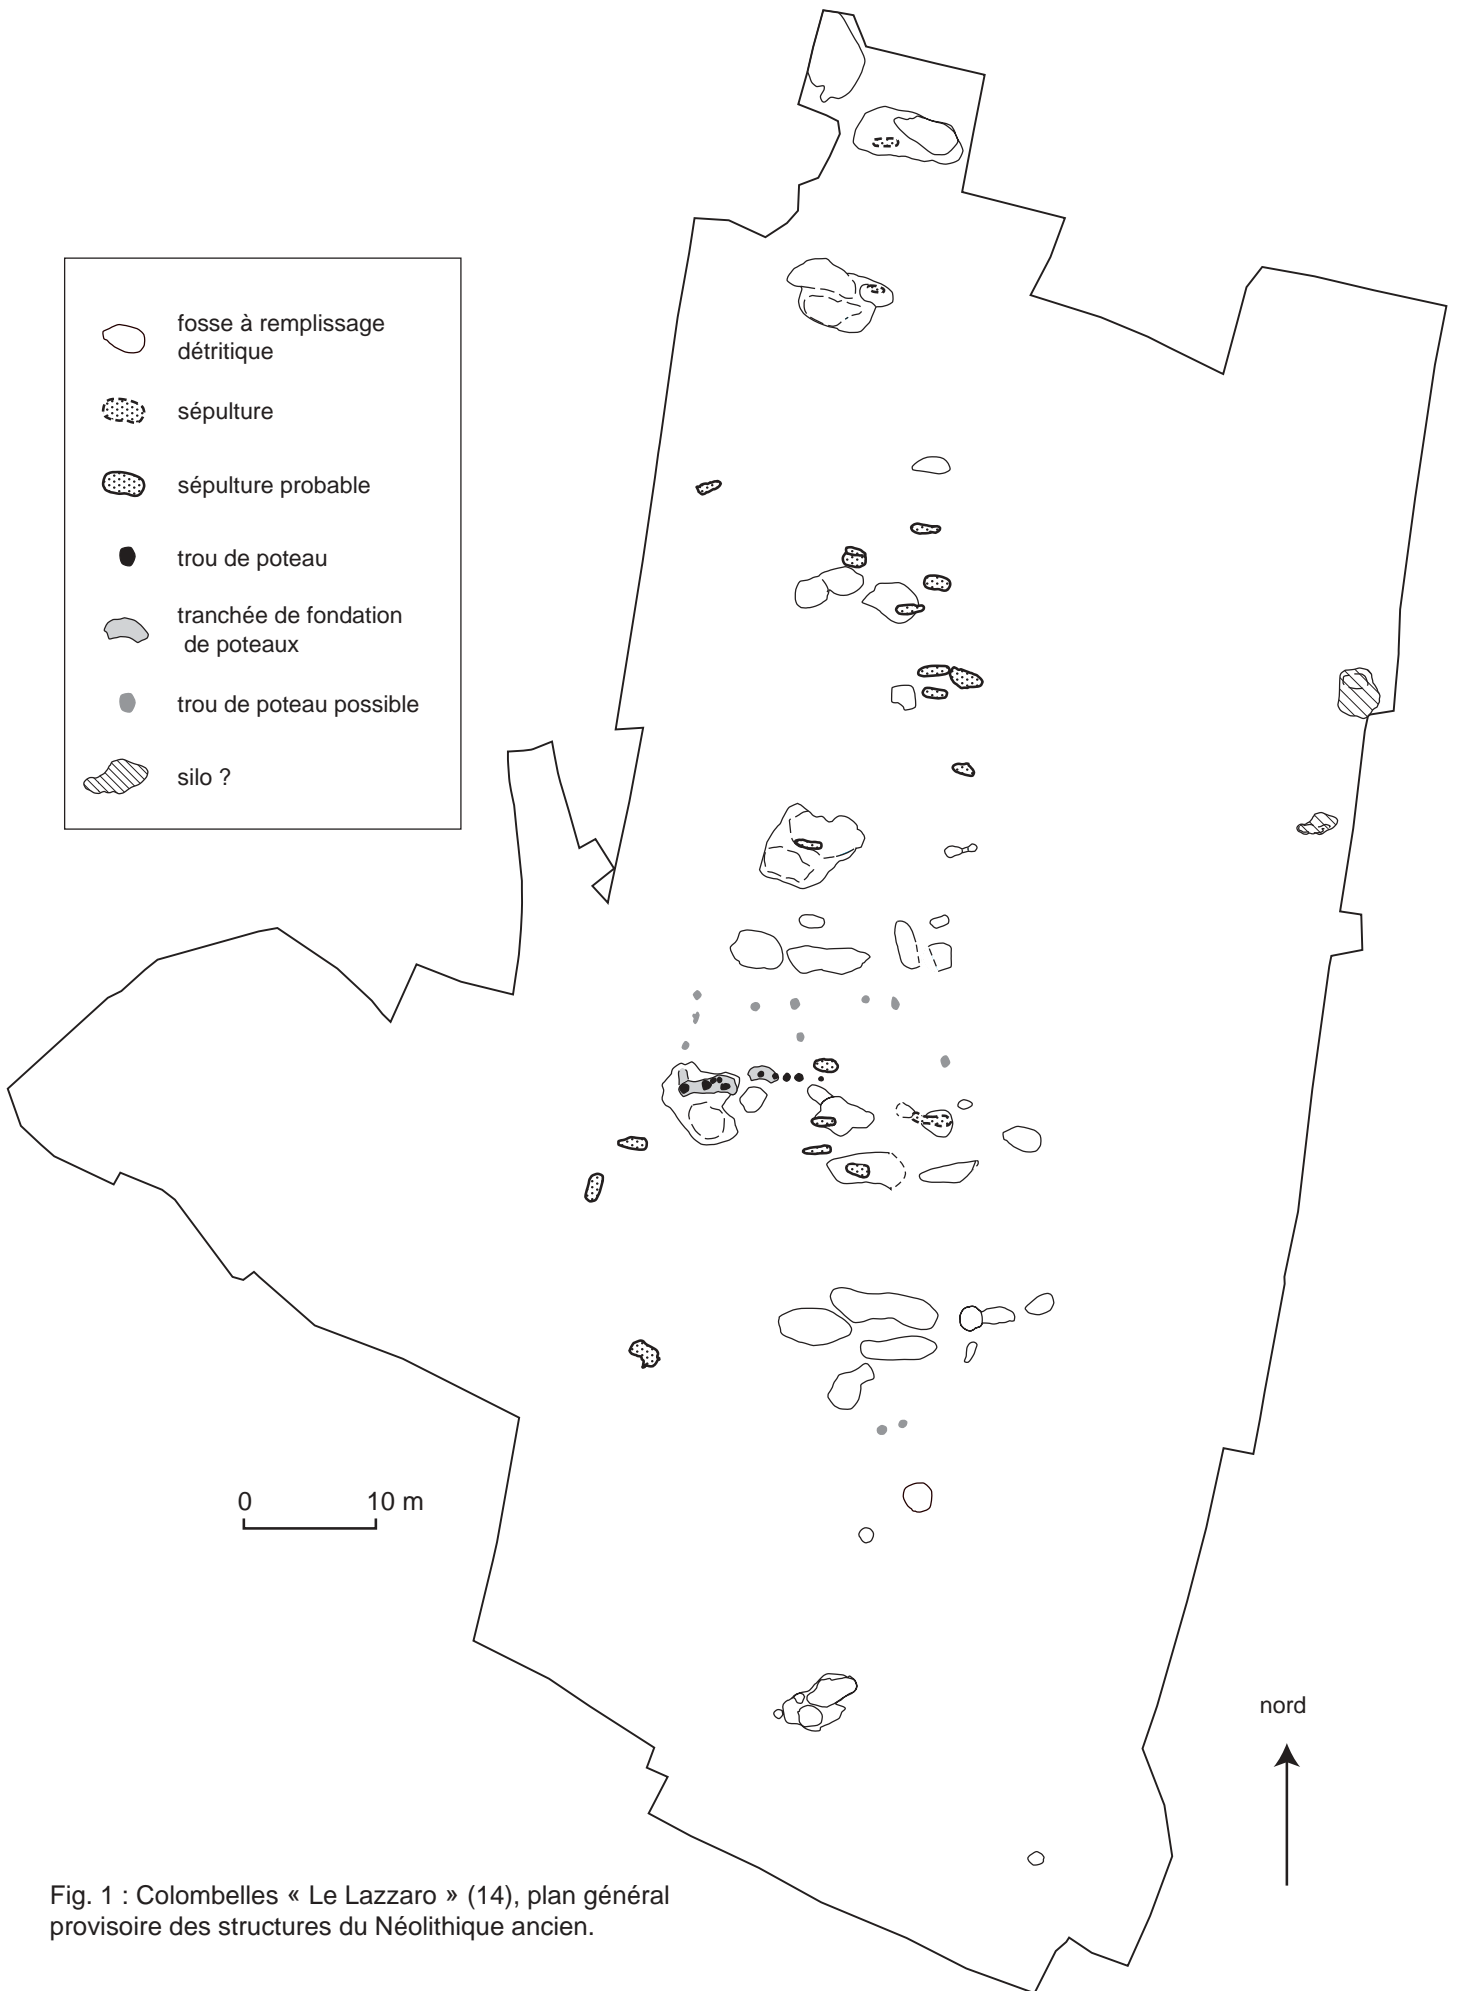 fosse à remplissage
détritique
sépulture
sépulture probable
trou de poteau
tranchée de fondation
de poteaux
trou de poteau possible
silo ?
0 10 m
nord
Fig. 1 : Colombelles « Le Lazzaro » (14), plan général
provisoire des structures du Néolithique ancien.